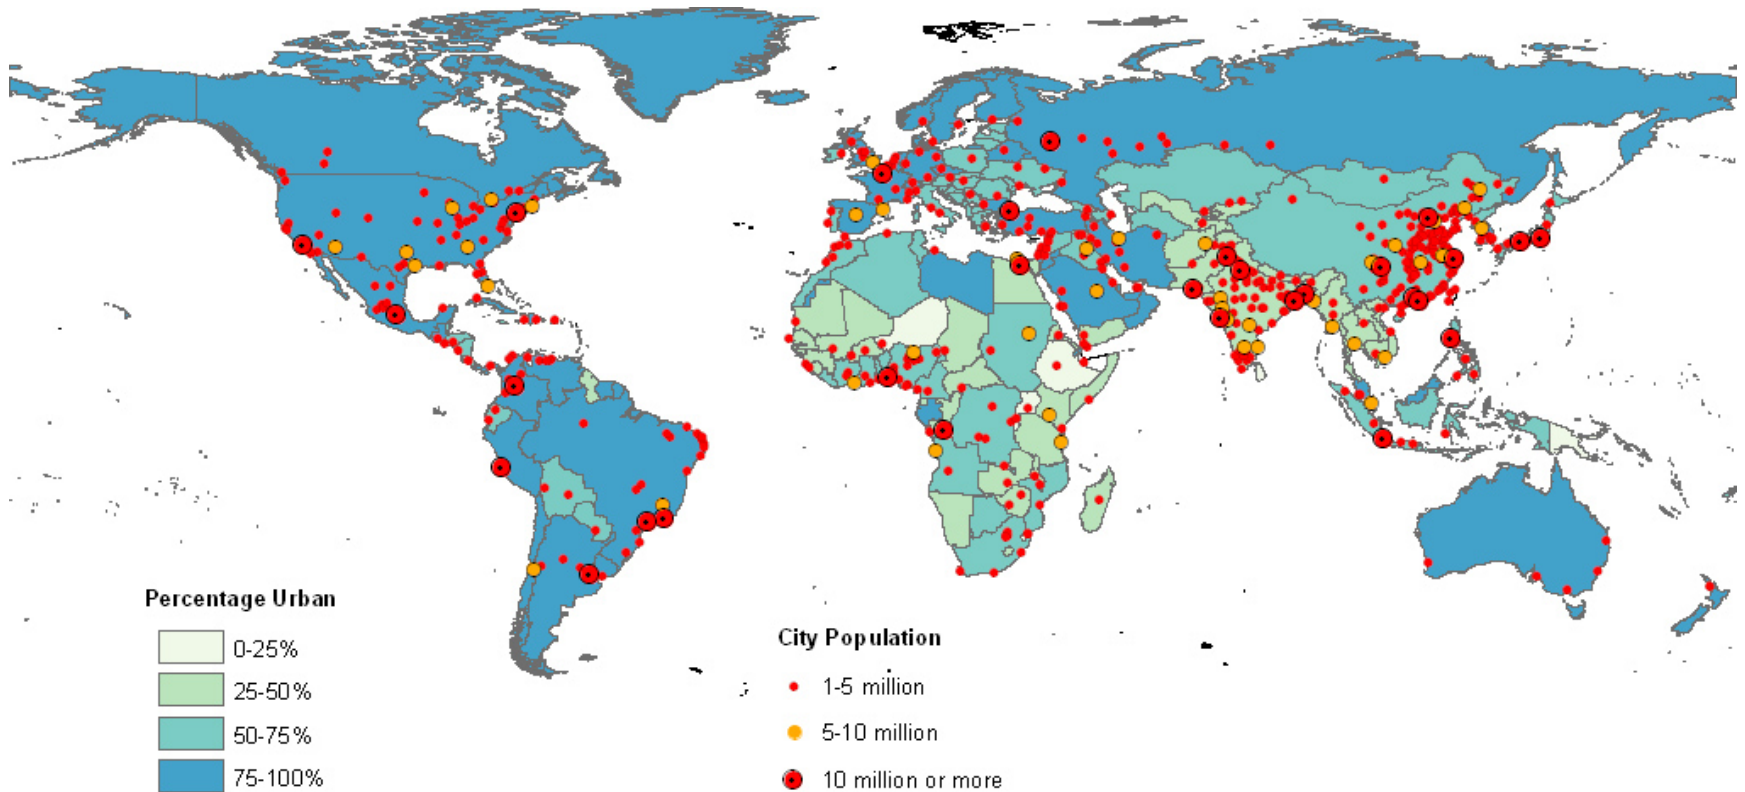 Percentage Urban
0-25%
25-50%
50-75%
75-100%
City Population
1-5 million
5-10 million
10 million or more